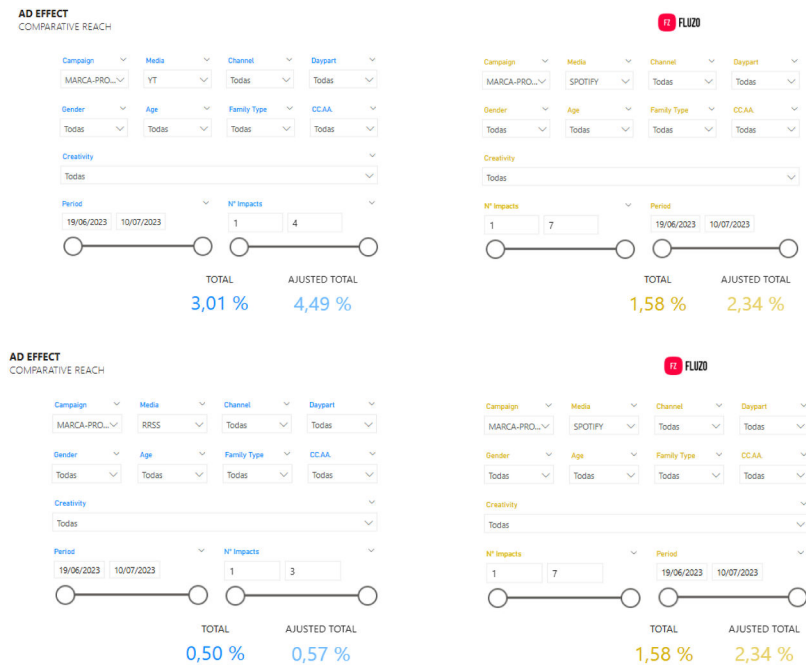 AD EFFECT
COMPARATIVE REACH
FZ FLUZO
Campaign Media Channel Daypart
MARCA-PRO... YT Todas Todas
Gender Age Family Type CC.AA.
Todas Todas Todas Todas
Creativity
Todas
Period N° Impacts
19/06/2023 10/07/2023 1 4
TOTAL AJUSTED TOTAL
3,01 % 4,49 %
Campaign Media Channel Daypart
MARCA-PRO... SPOTIFY Todas Todas
Gender Age Family Type CC.AA.
Todas Todas Todas Todas
Creativity
Todas
N° Impacts Period
1 7 19/06/2023 10/07/2023
TOTAL AJUSTED TOTAL
1,58 % 2,34 %
AD EFFECT
COMPARATIVE REACH
FZ FLUZO
Campaign Media Channel Daypart
MARCA-PRO... RRSS Todas Todas
Gender Age Family Type CC.AA.
Todas Todas Todas Todas
Creativity
Todas
Period N° Impacts
19/06/2023 10/07/2023 1 3
TOTAL AJUSTED TOTAL
0,50 % 0,57 %
Campaign Media Channel Daypart
MARCA-PRO... SPOTIFY Todas Todas
Gender Age Family Type CC.AA.
Todas Todas Todas Todas
Creativity
Todas
N° Impacts Period
1 7 19/06/2023 10/07/2023
TOTAL AJUSTED TOTAL
1,58 % 2,34 %